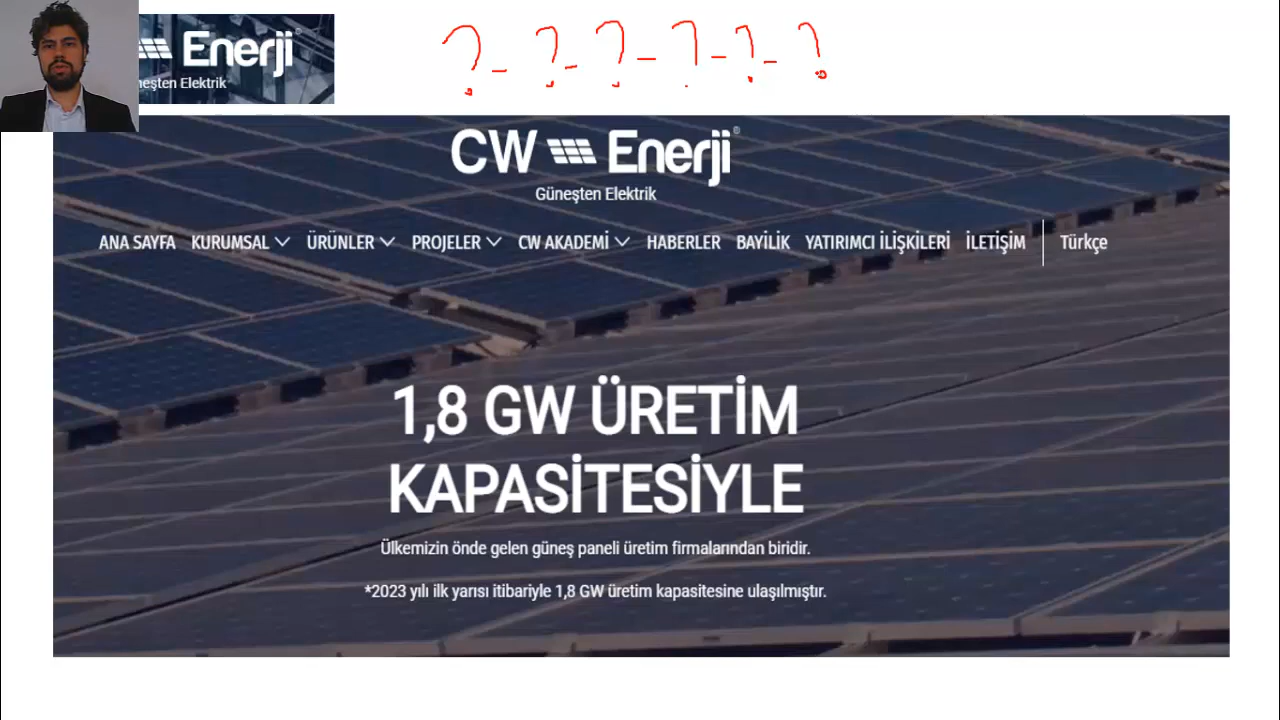 Enerji®
neşten Elektrik
?-?-?-?-?-?
CW Enerji®
Güneşten Elektrik
ANA SAYFA KURUMSAL ÜRÜNLER PROJELER CW AKADEMİ HABERLER BAYİLİK YATIRIMCI İLİŞKİLERİ İLETİŞİM Türkçe
1,8 GW ÜRETİM
KAPASİTESİYLE
Ülkemizin önde gelen güneş paneli üretim firmalarından biridir.
*2023 yılı ilk yarısı itibariyle 1,8 GW üretim kapasitesine ulaşılmıştır.